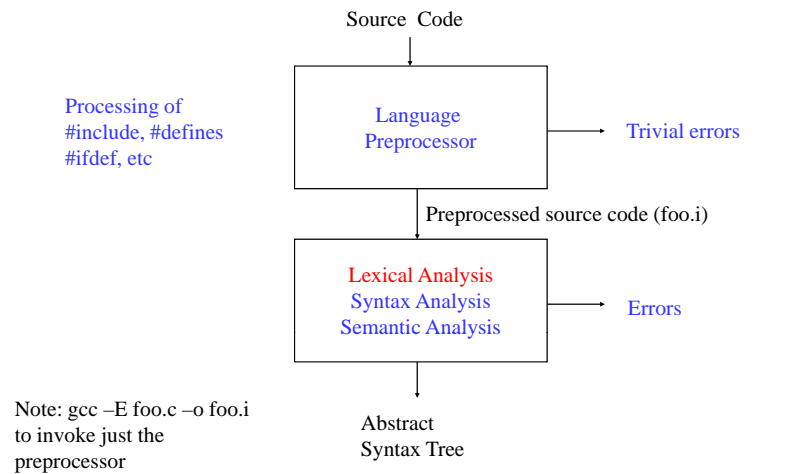 Source Code
Processing of
#include, #defines
#ifdef, etc
Language
Preprocessor
Trivial errors
Preprocessed source code (foo.i)
Lexical Analysis
Syntax Analysis
Semantic Analysis
Errors
Note: gcc –E foo.c –o foo.i
to invoke just the
preprocessor
Abstract
Syntax Tree